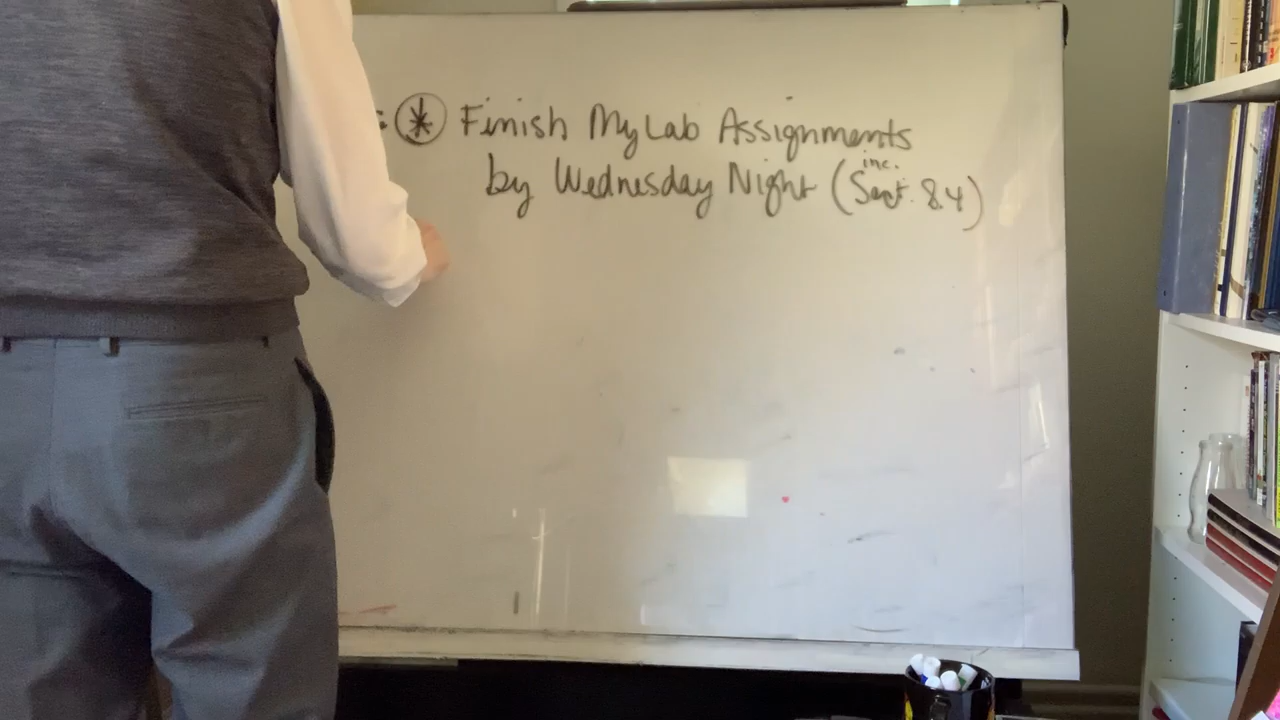 : * Finish MyLab Assignments
by Wednesday Night (inc. Sect. 8.4)